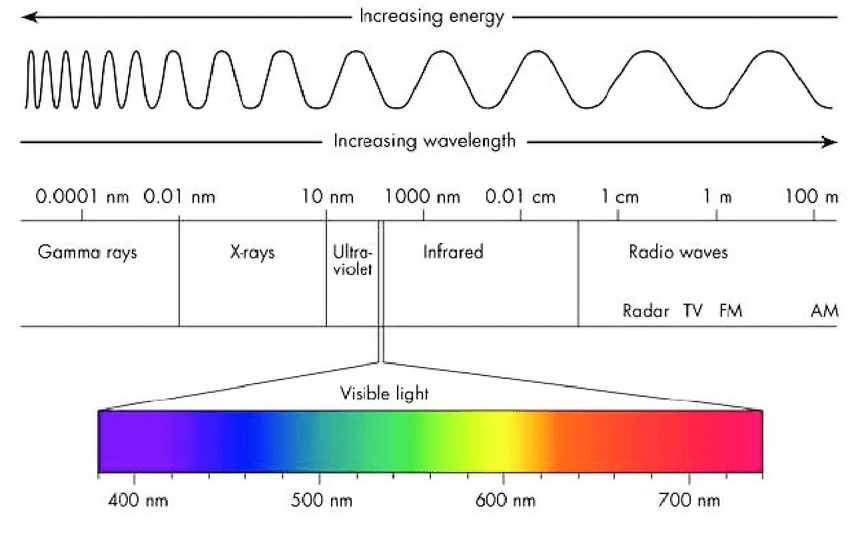 Increasing energy
Increasing wavelength
0.0001 nm 0.01 nm 10 nm 1000 nm 0.01 cm 1 cm 1 m 100 m
Gamma rays X-rays Ultra- Infrared Radio waves
violet
Radar TV FM AM
Visible light
400 nm 500 nm 600 nm 700 nm